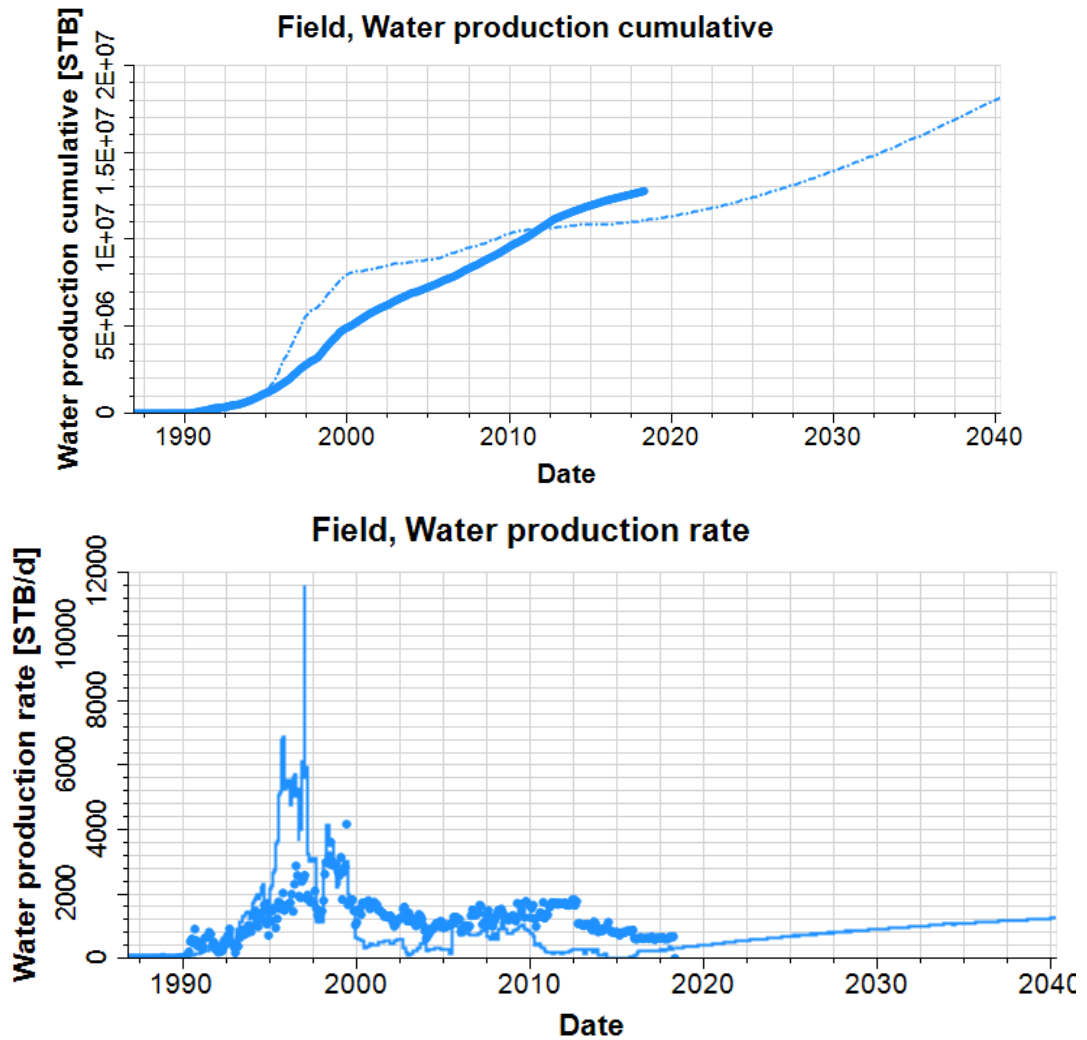 Field, Water production cumulative
Water production cumulative [STB]
2E+07
1.5E+07
1E+07
5E+06
0
1990 2000 2010 2020 2030 2040
Date
Field, Water production rate
Water production rate [STB/d]
12000
10000
8000
6000
4000
2000
0
1990 2000 2010 2020 2030 2040
Date